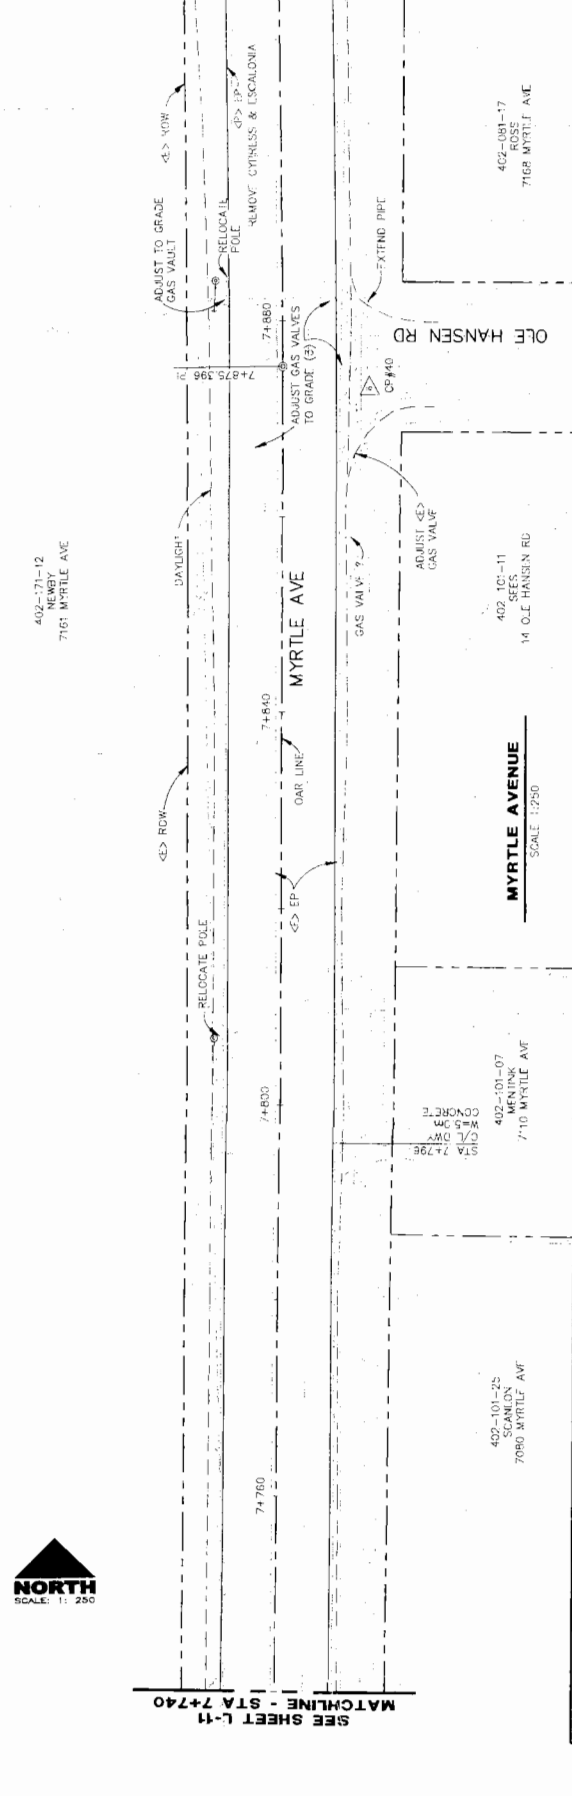 402-081-17
ROSS
7168 MYRTLE AVE
<E> ROW
<P> EP
REMOVE CYPRESS & ESCALONIA
ADJUST TO GRADE
GAS VAULT
RELOCATE
POLE
EXTEND PIPE
7+880
OLE HANSEN RD
7+875.396
ADJUST GAS VALVES
TO GRADE (3)
6
CP#40
402-171-12
NEWBY
7161 MYRTLE AVE
DAYLIGHT
MYRTLE AVE
GAS VALVE ?
ADJUST <E>
GAS VALVE
402-101-11
SEES
14 OLE HANSEN RD
7+840
OAR LINE
<E> ROW
<E> EP
MYRTLE AVENUE
SCALE 1:250
RELOCATE POLE
7+800
STA 7+796
C/L DWY
W=5.0m
CONCRETE
402-101-07
MENTINK
7110 MYRTLE AVE
402-101-25
SCANLON
7080 MYRTLE AVE
7+760
NORTH
SCALE: 1: 250
MATCHLINE - STA 7+740
SEE SHEET L-11